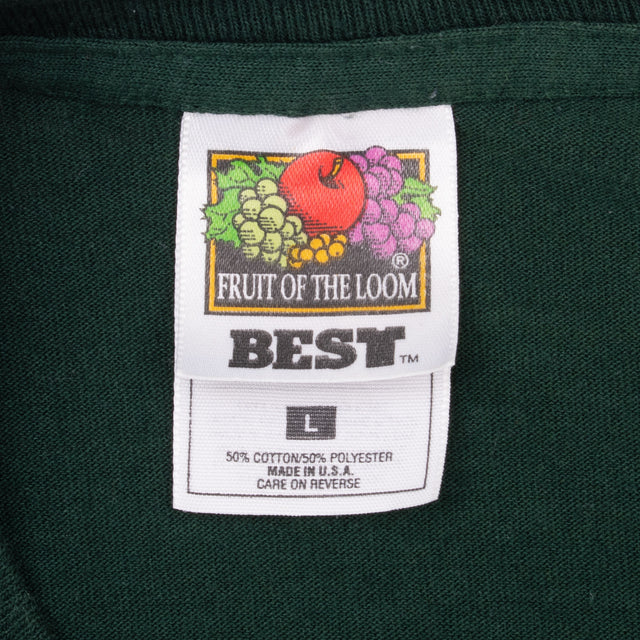 ®
FRUIT OF THE LOOM
BEST™
L
50% COTTON/50% POLYESTER
MADE IN U.S.A.
CARE ON REVERSE